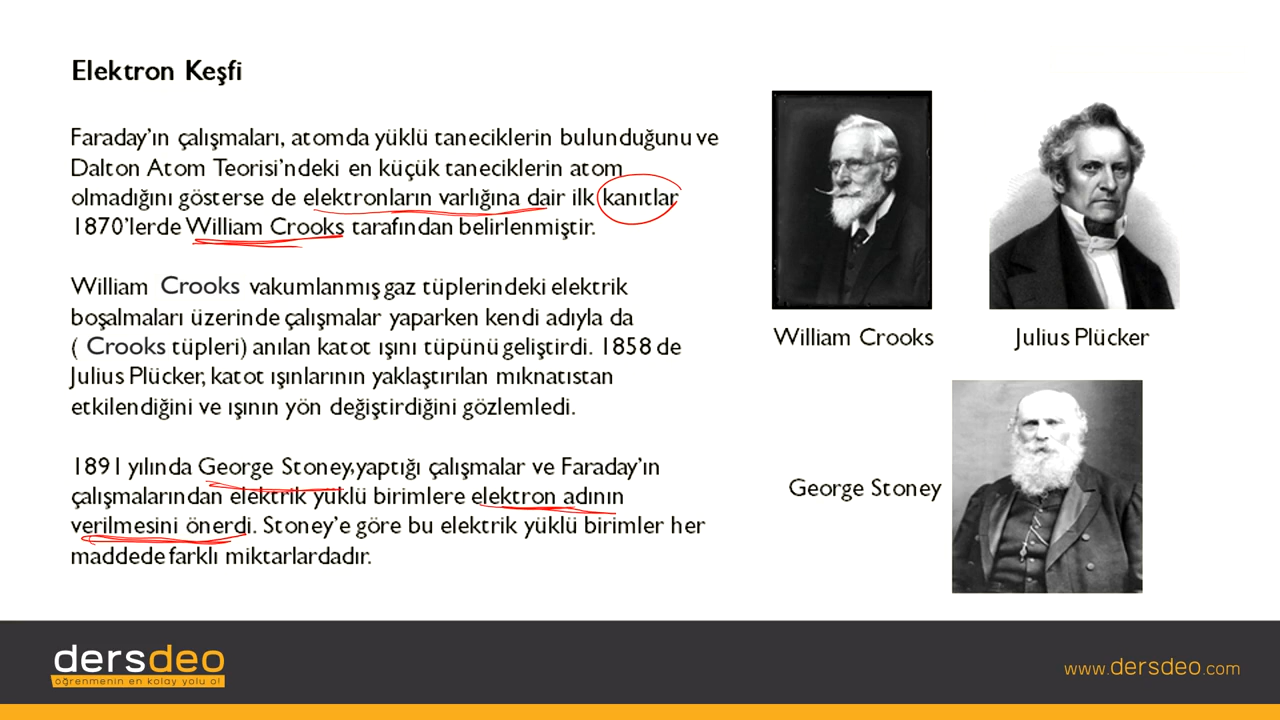 Elektron Keşfi
Faraday'ın çalışmaları, atomda yüklü taneciklerin bulunduğunu ve
Dalton Atom Teorisi'ndeki en küçük taneciklerin atom
olmadığını gösterse de elektronların varlığına dair ilk kanıtlar
1870'lerde William Crooks tarafından belirlenmiştir.
William Crooks vakumlanmış gaz tüplerindeki elektrik
boşalmaları üzerinde çalışmalar yaparken kendi adıyla da
( Crooks tüpleri) anılan katot ışını tüpünü geliştirdi. 1858 de
Julius Plücker, katot ışınlarının yaklaştırılan mıknatıstan
etkilendiğini ve ışının yön değiştirdiğini gözlemledi.
1891 yılında George Stoney,yaptığı çalışmalar ve Faraday'ın
çalışmalarından elektrik yüklü birimlere elektron adının
verilmesini önerdi. Stoney'e göre bu elektrik yüklü birimler her
maddede farklı miktarlardadır.
William Crooks
Julius Plücker
George Stoney
dersdeo
öğrenmenin en kolay yolu o!
www.dersdeo.com